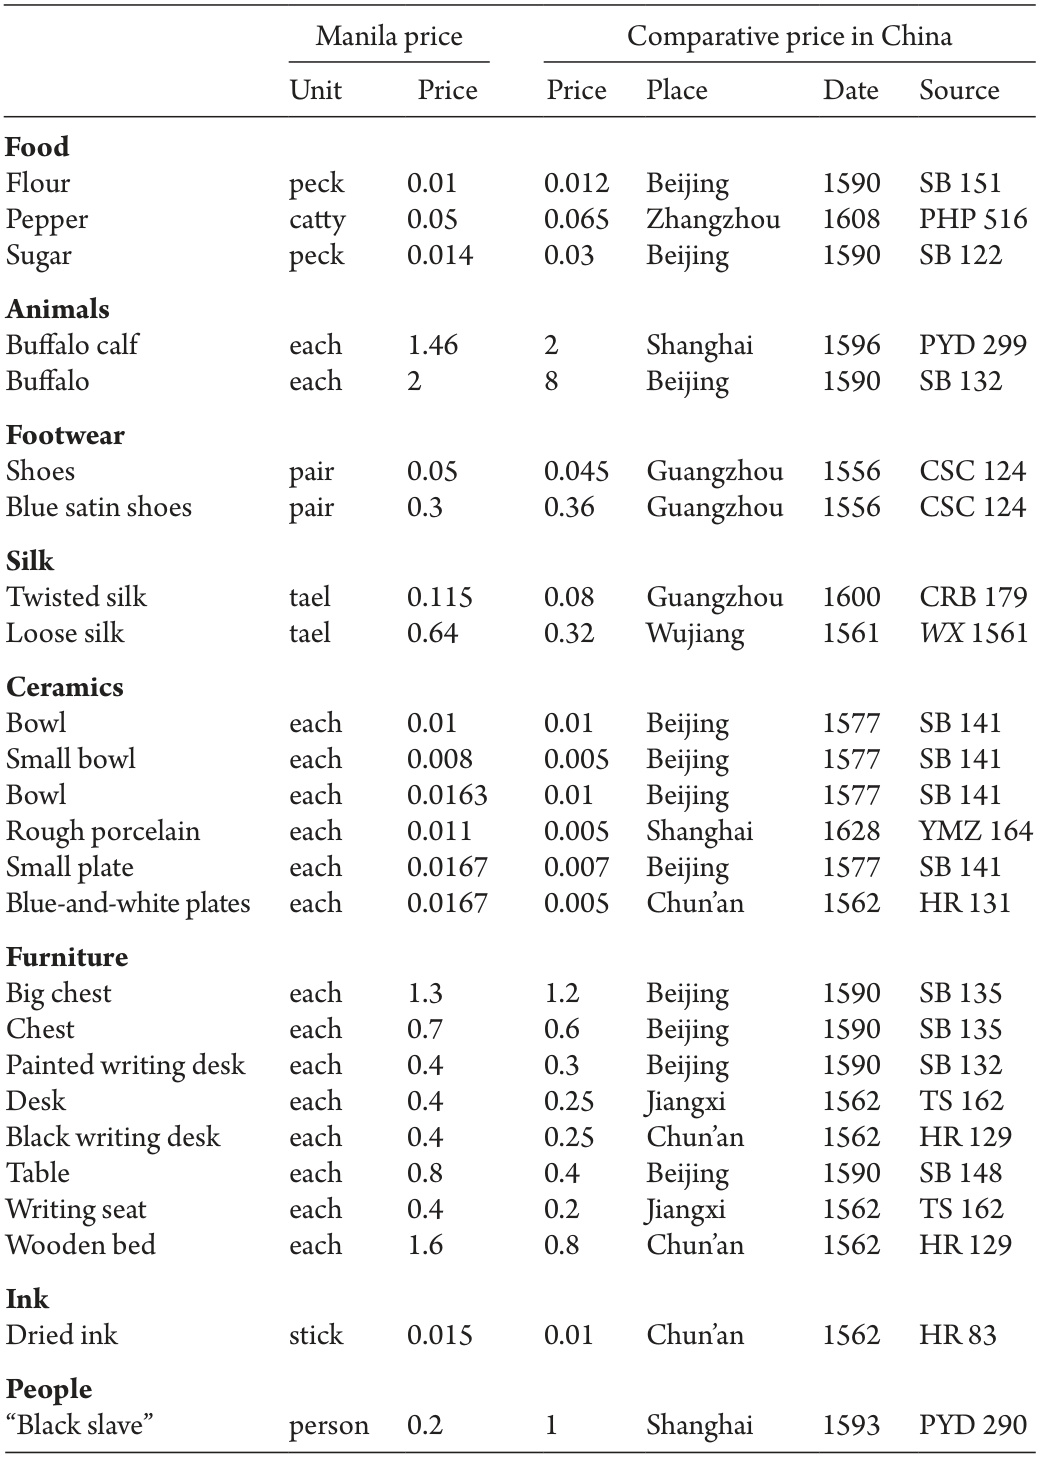 Manila price Comparative price in China
Unit Price Price Place Date Source
Food
Flour peck 0.01 0.012 Beijing 1590 SB 151
Pepper catty 0.05 0.065 Zhangzhou 1608 PHP 516
Sugar peck 0.014 0.03 Beijing 1590 SB 122
Animals
Buffalo calf each 1.46 2 Shanghai 1596 PYD 299
Buffalo each 2 8 Beijing 1590 SB 132
Footwear
Shoes pair 0.05 0.045 Guangzhou 1556 CSC 124
Blue satin shoes pair 0.3 0.36 Guangzhou 1556 CSC 124
Silk
Twisted silk tael 0.115 0.08 Guangzhou 1600 CRB 179
Loose silk tael 0.64 0.32 Wujiang 1561 WX 1561
Ceramics
Bowl each 0.01 0.01 Beijing 1577 SB 141
Small bowl each 0.008 0.005 Beijing 1577 SB 141
Bowl each 0.0163 0.01 Beijing 1577 SB 141
Rough porcelain each 0.011 0.005 Shanghai 1628 YMZ 164
Small plate each 0.0167 0.007 Beijing 1577 SB 141
Blue-and-white plates each 0.0167 0.005 Chun’an 1562 HR 131
Furniture
Big chest each 1.3 1.2 Beijing 1590 SB 135
Chest each 0.7 0.6 Beijing 1590 SB 135
Painted writing desk each 0.4 0.3 Beijing 1590 SB 132
Desk each 0.4 0.25 Jiangxi 1562 TS 162
Black writing desk each 0.4 0.25 Chun’an 1562 HR 129
Table each 0.8 0.4 Beijing 1590 SB 148
Writing seat each 0.4 0.2 Jiangxi 1562 TS 162
Wooden bed each 1.6 0.8 Chun’an 1562 HR 129
Ink
Dried ink stick 0.015 0.01 Chun’an 1562 HR 83
People
“Black slave” person 0.2 1 Shanghai 1593 PYD 290